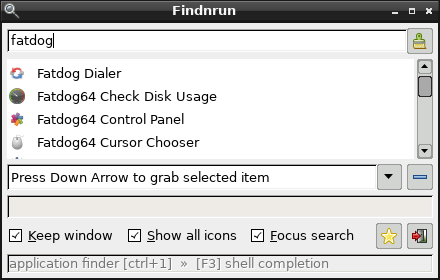 Findnrun
fatdog
Fatdog Dialer
Fatdog64 Check Disk Usage
Fatdog64 Control Panel
Fatdog64 Cursor Chooser
Press Down Arrow to grab selected item
Keep window Show all icons Focus search
application finder [ctrl+1] » [F3] shell completion